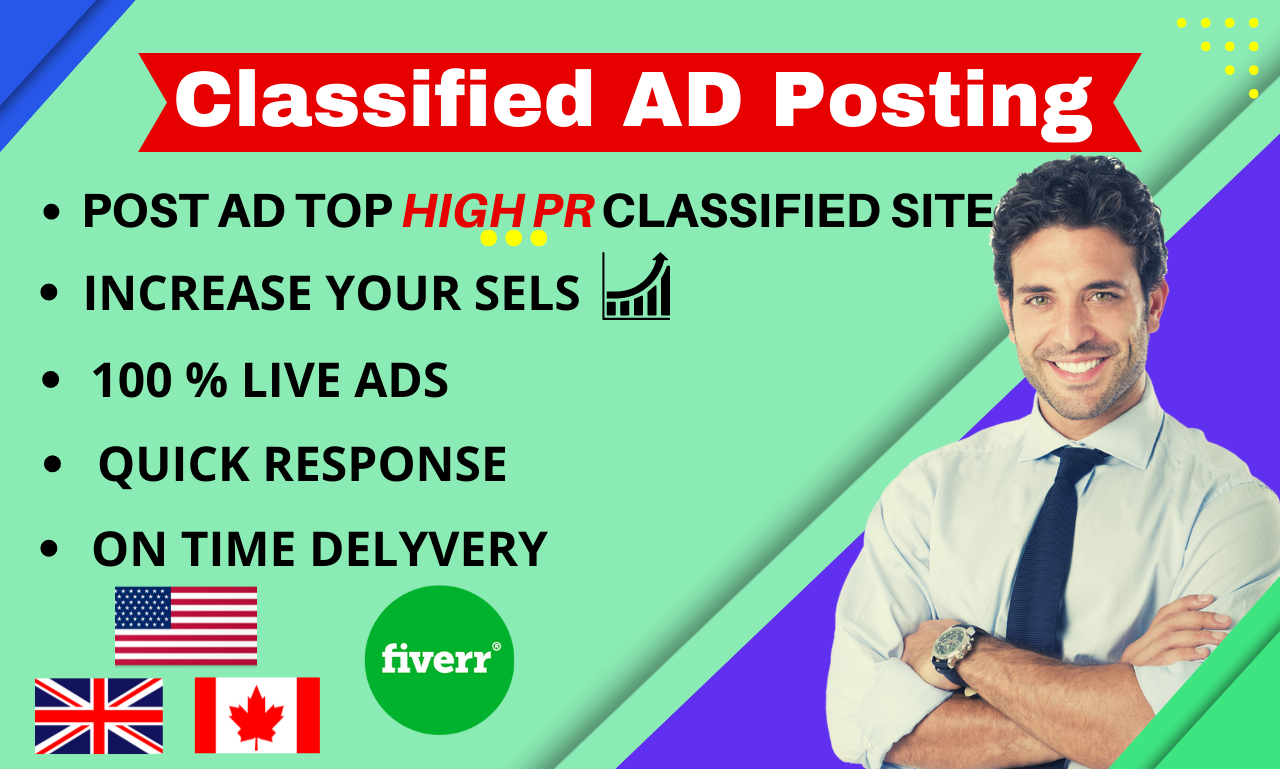 Classified AD Posting
• POST AD TOP HIGH PR CLASSIFIED SITE
• INCREASE YOUR SELS
• 100 % LIVE ADS
• QUICK RESPONSE
• ON TIME DELYVERY
fiverr®